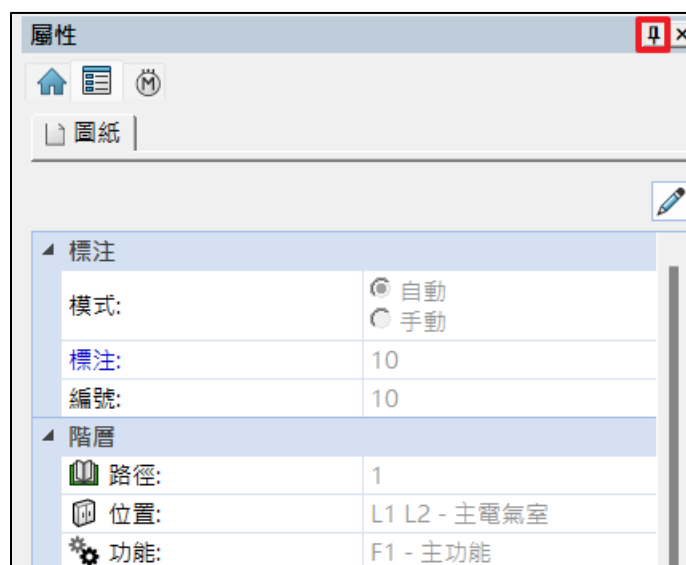 屬性
圖紙
標注
模式:
自動
手動
標注: 10
編號: 10
階層
路徑: 1
位置: L1 L2 - 主電氣室
功能: F1 - 主功能